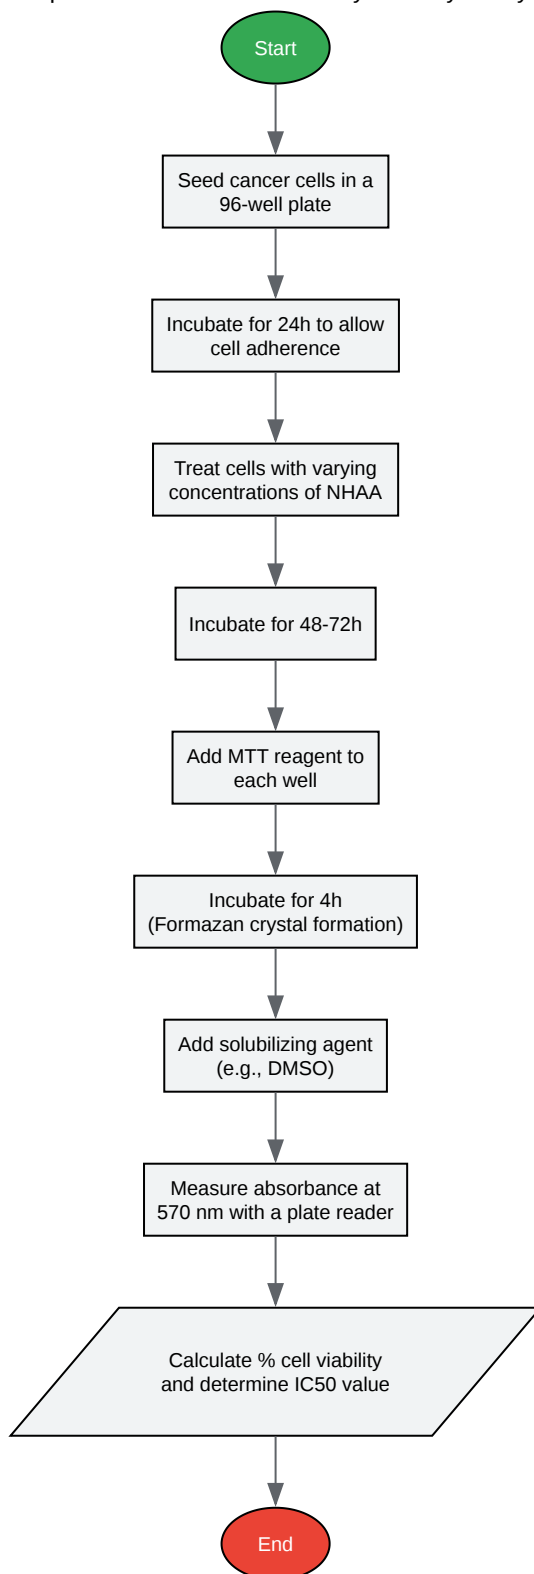 Start
Seed cancer cells in a
96-well plate
Incubate for 24h to allow
cell adherence
Treat cells with varying
concentrations of NHAA
Incubate for 48-72h
Add MTT reagent to
each well
Incubate for 4h
(Formazan crystal formation)
Add solubilizing agent
(e.g., DMSO)
Measure absorbance at
570 nm with a plate reader
Calculate % cell viability
and determine IC50 value
End